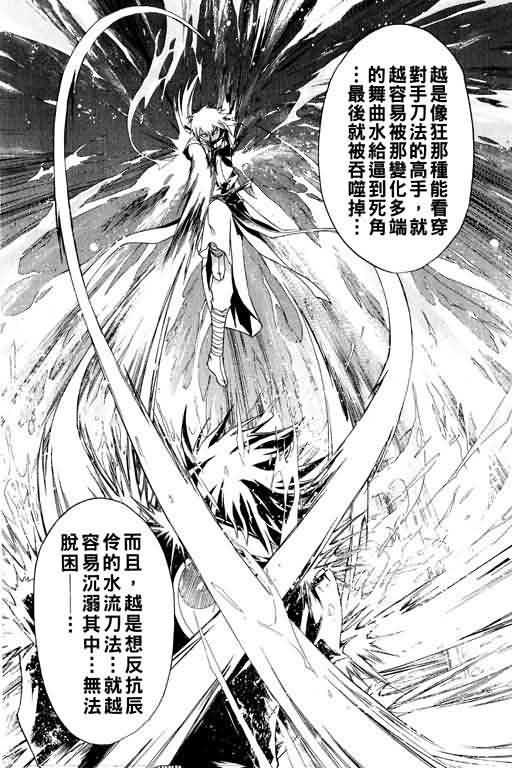 越是像狂那種能看穿
對手刀法的高手，就
越容易被那變化多端
的舞曲水給逼到死角
…最後就被吞噬掉…
而且，越是想反抗辰
伶的水流刀法…就越
容易沉溺其中…無法
脫困——…